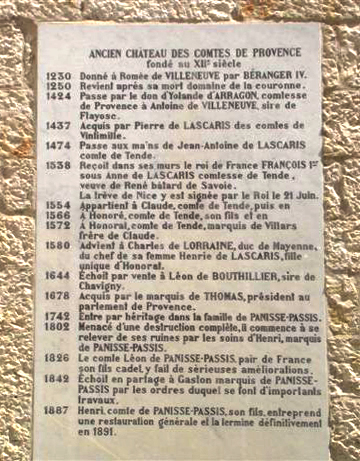 ANCIEN CHÂTEAU DES COMTES DE PROVENCE
fondé au XIIᵉ siècle
1230 Donné à Romée de VILLENEUVE par BÉRANGER IV.
1250 Revient après sa mort domaine de la couronne.
1424 Passe par le don d'Yolande d'ARRAGON, comtesse
de Provence à Antoine de VILLENEUVE, sire de
Flayosc.
1437 Acquis par Pierre de LASCARIS des comtes de
Vintimille.
1474 Passe aux mains de Jean-Antoine de LASCARIS
comte de Tende.
1538 Reçoit dans ses murs le roi de France FRANÇOIS 1ᵉʳ
sous Anne de LASCARIS comtesse de Tende,
veuve de René bâtard de Savoie.
La trève de Nice y est signée par le Roi le 21 Juin.
1554 Appartient à Claude, comte de Tende, puis en
1566 A Honoré, comte de Tende, son fils et en
1572 A Honorat, comte de Tende, marquis de Villars
frère de Claude.
1580 Advient à Charles de LORRAINE, duc de Mayenne,
du chef de sa femme Henrie de LASCARIS, fille
unique d'Honorat.
1644 Échoit par vente à Léon de BOUTHILLIER, sire de
Chavigny.
1678 Acquis par le marquis de THOMAS, président au
parlement de Provence.
1742 Entre par héritage dans la famille de PANISSE-PASSIS.
1802 Menacé d'une destruction complète, il commence à se
relever de ses ruines par les soins d'Henri, marquis
de PANISSE-PASSIS.
1826 Le comte Léon de PANISSE-PASSIS, pair de France
son fils cadet, y fait de sérieuses améliorations.
1842 Échoit en partage à Gaston marquis de PANISSE-
PASSIS par les ordres duquel se font d'importants
travaux.
1887 Henri, comte de PANISSE-PASSIS, son fils, entreprend
une restauration générale et la termine définitivement
en 1891.